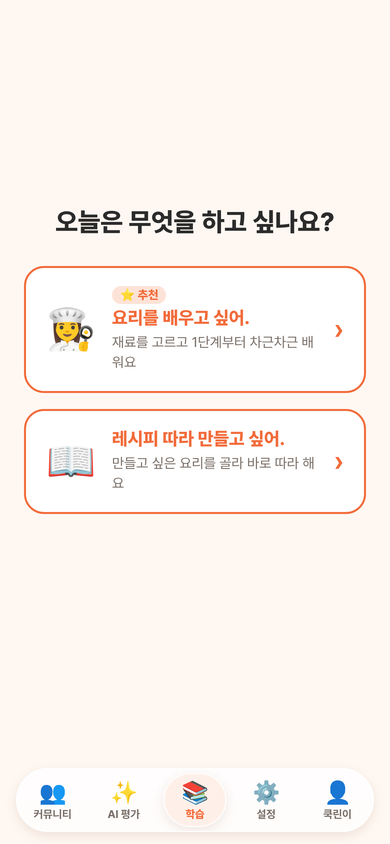 오늘은 무엇을 하고 싶나요?
⭐ 추천
요리를 배우고 싶어.
재료를 고르고 1단계부터 차근차근 배
워요
›
레시피 따라 만들고 싶어.
만들고 싶은 요리를 골라 바로 따라 해
요
›
커뮤니티
AI 평가
학습
설정
쿡린이